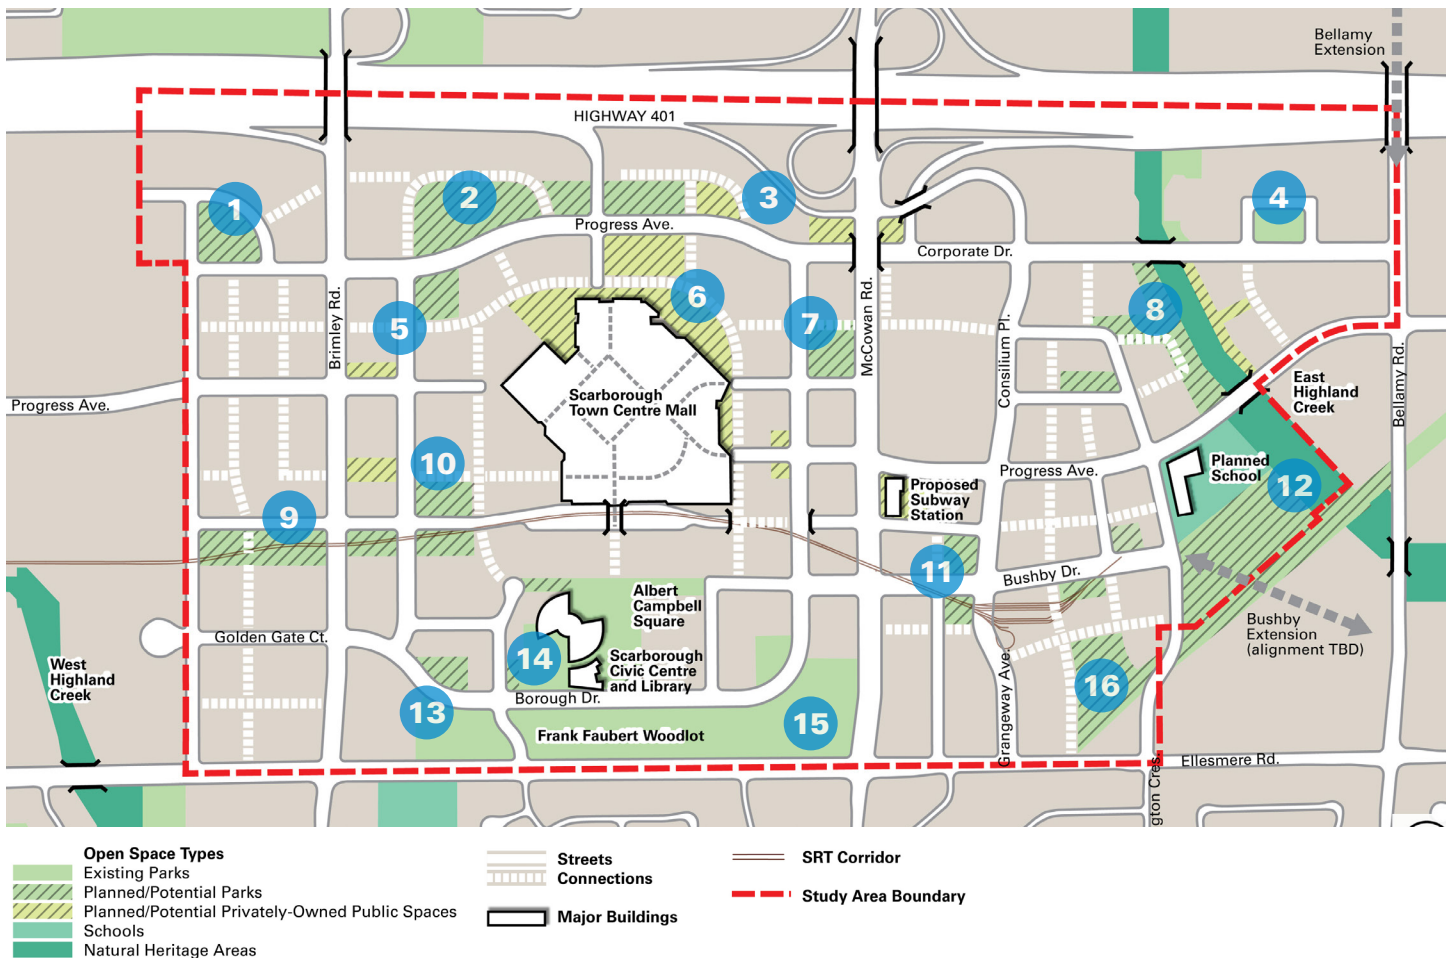 Bellamy
Extension
HIGHWAY 401
1
2
3
4
Progress Ave.
Corporate Dr.
Brimley Rd.
5
6
7
McCowan Rd.
Consilium Pl.
8
Bellamy Rd.
Progress Ave.
Scarborough
Town Centre Mall
East
Highland
Creek
9
10
Proposed
Subway
Station
Progress Ave.
Planned
School
12
11
Bushby Dr.
Albert
Campbell
Square
Golden Gate Ct.
Bushby
Extension
(alignment TBD)
West
Highland
Creek
14
Scarborough
Civic Centre
and Library
Borough Dr.
13
Frank Faubert Woodlot
15
Grangeway Ave.
16
Ellesmere Rd.
gton Cres.
Open Space Types
Existing Parks
Planned/Potential Parks
Planned/Potential Privately-Owned Public Spaces
Schools
Natural Heritage Areas
Streets
Connections
Major Buildings
SRT Corridor
Study Area Boundary